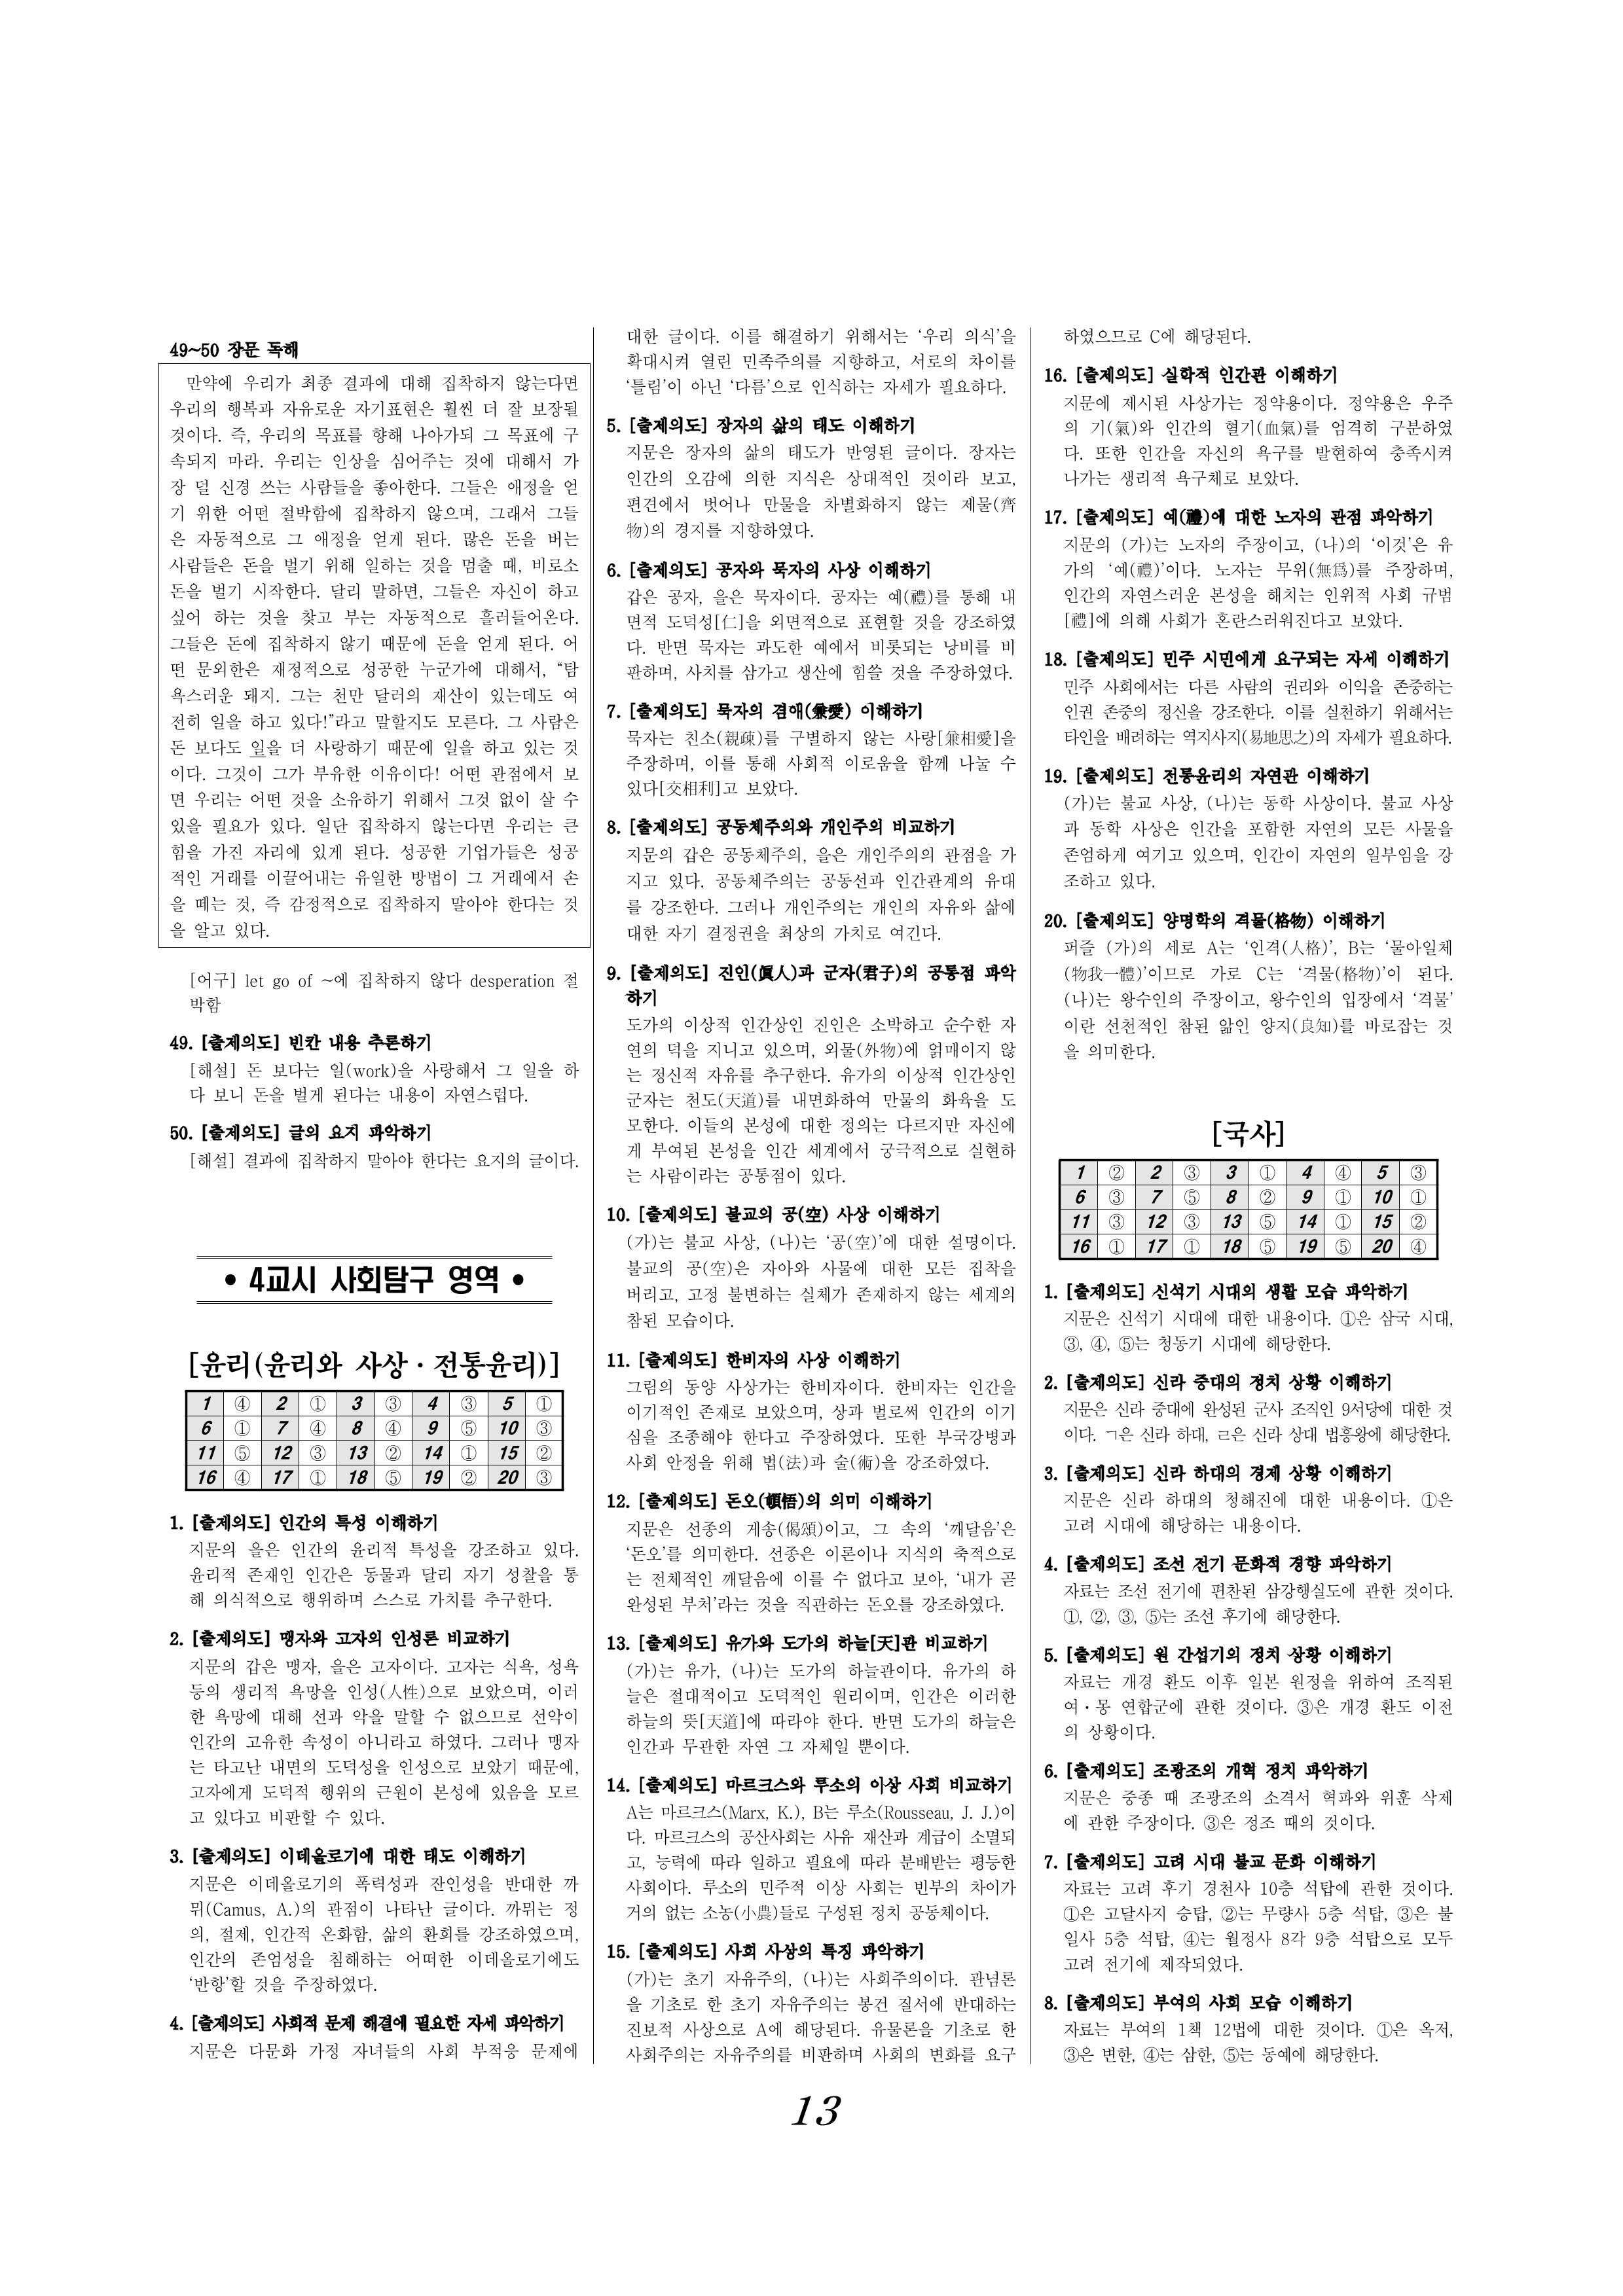 49~50 장문 독해
만약에 우리가 최종 결과에 대해 집착하지 않는다면
우리의 행복과 자유로운 자기표현은 훨씬 더 잘 보장될
것이다. 즉, 우리의 목표를 향해 나아가되 그 목표에 구
속되지 마라. 우리는 인상을 심어주는 것에 대해서 가
장 덜 신경 쓰는 사람들을 좋아한다. 그들은 애정을 얻
기 위한 어떤 절박함에 집착하지 않으며, 그래서 그들
은 자동적으로 그 애정을 얻게 된다. 많은 돈을 버는
사람들은 돈을 벌기 위해 일하는 것을 멈출 때, 비로소
돈을 벌기 시작한다. 달리 말하면, 그들은 자신이 하고
싶어 하는 것을 찾고 부는 자동적으로 흘러들어온다.
그들은 돈에 집착하지 않기 때문에 돈을 얻게 된다. 어
떤 문외한은 재정적으로 성공한 누군가에 대해서, “탐
욕스러운 돼지. 그는 천만 달러의 재산이 있는데도 여
전히 일을 하고 있다!”라고 말할지도 모른다. 그 사람은
돈 보다도 일을 더 사랑하기 때문에 일을 하고 있는 것
이다. 그것이 그가 부유한 이유이다! 어떤 관점에서 보
면 우리는 어떤 것을 소유하기 위해서 그것 없이 살 수
있을 필요가 있다. 일단 집착하지 않는다면 우리는 큰
힘을 가진 자리에 있게 된다. 성공한 기업가들은 성공
적인 거래를 이끌어내는 유일한 방법이 그 거래에서 손
을 떼는 것, 즉 감정적으로 집착하지 말아야 한다는 것
을 알고 있다.
[어구] let go of ~에 집착하지 않다 desperation 절
박함
49. [출제의도] 빈칸 내용 추론하기
[해설] 돈 보다는 일(work)을 사랑해서 그 일을 하
다 보니 돈을 벌게 된다는 내용이 자연스럽다.
50. [출제의도] 글의 요지 파악하기
[해설] 결과에 집착하지 말아야 한다는 요지의 글이다.
• 4교시 사회탐구 영역 •
[윤리(윤리와 사상 · 전통윤리)]
1 ④ 2 ① 3 ③ 4 ③ 5 ①
6 ① 7 ④ 8 ④ 9 ⑤ 10 ③
11 ⑤ 12 ③ 13 ② 14 ① 15 ②
16 ④ 17 ① 18 ⑤ 19 ② 20 ③
1. [출제의도] 인간의 특성 이해하기
지문의 을은 인간의 윤리적 특성을 강조하고 있다.
윤리적 존재인 인간은 동물과 달리 자기 성찰을 통
해 의식적으로 행위하며 스스로 가치를 추구한다.
2. [출제의도] 맹자와 고자의 인성론 비교하기
지문의 갑은 맹자, 을은 고자이다. 고자는 식욕, 성욕
등의 생리적 욕망을 인성(人性)으로 보았으며, 이러
한 욕망에 대해 선과 악을 말할 수 없으므로 선악이
인간의 고유한 속성이 아니라고 하였다. 그러나 맹자
는 타고난 내면의 도덕성을 인성으로 보았기 때문에,
고자에게 도덕적 행위의 근원이 본성에 있음을 모르
고 있다고 비판할 수 있다.
3. [출제의도] 이데올로기에 대한 태도 이해하기
지문은 이데올로기의 폭력성과 잔인성을 반대한 까
뮈(Camus, A.)의 관점이 나타난 글이다. 까뮈는 정
의, 절제, 인간적 온화함, 삶의 환희를 강조하였으며,
인간의 존엄성을 침해하는 어떠한 이데올로기에도
‘반항’할 것을 주장하였다.
4. [출제의도] 사회적 문제 해결에 필요한 자세 파악하기
지문은 다문화 가정 자녀들의 사회 부적응 문제에
대한 글이다. 이를 해결하기 위해서는 ‘우리 의식’을
확대시켜 열린 민족주의를 지향하고, 서로의 차이를
‘틀림’이 아닌 ‘다름’으로 인식하는 자세가 필요하다.
5. [출제의도] 장자의 삶의 태도 이해하기
지문은 장자의 삶의 태도가 반영된 글이다. 장자는
인간의 오감에 의한 지식은 상대적인 것이라 보고,
편견에서 벗어나 만물을 차별화하지 않는 제물(齊
物)의 경지를 지향하였다.
6. [출제의도] 공자와 묵자의 사상 이해하기
갑은 공자, 을은 묵자이다. 공자는 예(禮)를 통해 내
면적 도덕성[仁]을 외면적으로 표현할 것을 강조하였
다. 반면 묵자는 과도한 예에서 비롯되는 낭비를 비
판하며, 사치를 삼가고 생산에 힘쓸 것을 주장하였다.
7. [출제의도] 묵자의 겸애(兼愛) 이해하기
묵자는 친소(親疎)를 구별하지 않는 사랑[兼相愛]을
주장하며, 이를 통해 사회적 이로움을 함께 나눌 수
있다[交相利]고 보았다.
8. [출제의도] 공동체주의와 개인주의 비교하기
지문의 갑은 공동체주의, 을은 개인주의의 관점을 가
지고 있다. 공동체주의는 공동선과 인간관계의 유대
를 강조한다. 그러나 개인주의는 개인의 자유와 삶에
대한 자기 결정권을 최상의 가치로 여긴다.
9. [출제의도] 진인(眞人)과 군자(君子)의 공통점 파악
하기
도가의 이상적 인간상인 진인은 소박하고 순수한 자
연의 덕을 지니고 있으며, 외물(外物)에 얽매이지 않
는 정신적 자유를 추구한다. 유가의 이상적 인간상인
군자는 천도(天道)를 내면화하여 만물의 화육을 도
모한다. 이들의 본성에 대한 정의는 다르지만 자신에
게 부여된 본성을 인간 세계에서 궁극적으로 실현하
는 사람이라는 공통점이 있다.
10. [출제의도] 불교의 공(空) 사상 이해하기
(가)는 불교 사상, (나)는 ‘공(空)’에 대한 설명이다.
불교의 공(空)은 자아와 사물에 대한 모든 집착을
버리고, 고정 불변하는 실체가 존재하지 않는 세계의
참된 모습이다.
11. [출제의도] 한비자의 사상 이해하기
그림의 동양 사상가는 한비자이다. 한비자는 인간을
이기적인 존재로 보았으며, 상과 벌로써 인간의 이기
심을 조종해야 한다고 주장하였다. 또한 부국강병과
사회 안정을 위해 법(法)과 술(術)을 강조하였다.
12. [출제의도] 돈오(頓悟)의 의미 이해하기
지문은 선종의 게송(偈頌)이고, 그 속의 ‘깨달음’은
‘돈오’를 의미한다. 선종은 이론이나 지식의 축적으로
는 전체적인 깨달음에 이를 수 없다고 보아, ‘내가 곧
완성된 부처’라는 것을 직관하는 돈오를 강조하였다.
13. [출제의도] 유가와 도가의 하늘[天]관 비교하기
(가)는 유가, (나)는 도가의 하늘관이다. 유가의 하
늘은 절대적이고 도덕적인 원리이며, 인간은 이러한
하늘의 뜻[天道]에 따라야 한다. 반면 도가의 하늘은
인간과 무관한 자연 그 자체일 뿐이다.
14. [출제의도] 마르크스와 루소의 이상 사회 비교하기
A는 마르크스(Marx, K.), B는 루소(Rousseau, J. J.)이
다. 마르크스의 공산사회는 사유 재산과 계급이 소멸되
고, 능력에 따라 일하고 필요에 따라 분배받는 평등한
사회이다. 루소의 민주적 이상 사회는 빈부의 차이가
거의 없는 소농(小農)들로 구성된 정치 공동체이다.
15. [출제의도] 사회 사상의 특징 파악하기
(가)는 초기 자유주의, (나)는 사회주의이다. 관념론
을 기초로 한 초기 자유주의는 봉건 질서에 반대하는
진보적 사상으로 A에 해당된다. 유물론을 기초로 한
사회주의는 자유주의를 비판하며 사회의 변화를 요구
하였으므로 C에 해당된다.
16. [출제의도] 실학적 인간관 이해하기
지문에 제시된 사상가는 정약용이다. 정약용은 우주
의 기(氣)와 인간의 혈기(血氣)를 엄격히 구분하였
다. 또한 인간을 자신의 욕구를 발현하여 충족시켜
나가는 생리적 욕구체로 보았다.
17. [출제의도] 예(禮)에 대한 노자의 관점 파악하기
지문의 (가)는 노자의 주장이고, (나)의 ‘이것’은 유
가의 ‘예(禮)’이다. 노자는 무위(無爲)를 주장하며,
인간의 자연스러운 본성을 해치는 인위적 사회 규범
[禮]에 의해 사회가 혼란스러워진다고 보았다.
18. [출제의도] 민주 시민에게 요구되는 자세 이해하기
민주 사회에서는 다른 사람의 권리와 이익을 존중하는
인권 존중의 정신을 강조한다. 이를 실천하기 위해서는
타인을 배려하는 역지사지(易地思之)의 자세가 필요하다.
19. [출제의도] 전통윤리의 자연관 이해하기
(가)는 불교 사상, (나)는 동학 사상이다. 불교 사상
과 동학 사상은 인간을 포함한 자연의 모든 사물을
존엄하게 여기고 있으며, 인간이 자연의 일부임을 강
조하고 있다.
20. [출제의도] 양명학의 격물(格物) 이해하기
퍼즐 (가)의 세로 A는 ‘인격(人格)’, B는 ‘물아일체
(物我一體)’이므로 가로 C는 ‘격물(格物)’이 된다.
(나)는 왕수인의 주장이고, 왕수인의 입장에서 ‘격물’
이란 선천적인 참된 앎인 양지(良知)를 바로잡는 것
을 의미한다.
[국사]
1 ② 2 ③ 3 ① 4 ④ 5 ③
6 ③ 7 ⑤ 8 ② 9 ① 10 ①
11 ③ 12 ③ 13 ⑤ 14 ① 15 ②
16 ① 17 ① 18 ⑤ 19 ⑤ 20 ④
1. [출제의도] 신석기 시대의 생활 모습 파악하기
지문은 신석기 시대에 대한 내용이다. ①은 삼국 시대,
③, ④, ⑤는 청동기 시대에 해당한다.
2. [출제의도] 신라 중대의 정치 상황 이해하기
지문은 신라 중대에 완성된 군사 조직인 9서당에 대한 것
이다. ㄱ은 신라 하대, ㄹ은 신라 상대 법흥왕에 해당한다.
3. [출제의도] 신라 하대의 경제 상황 이해하기
지문은 신라 하대의 청해진에 대한 내용이다. ①은
고려 시대에 해당하는 내용이다.
4. [출제의도] 조선 전기 문화적 경향 파악하기
자료는 조선 전기에 편찬된 삼강행실도에 관한 것이다.
①, ②, ③, ⑤는 조선 후기에 해당한다.
5. [출제의도] 원 간섭기의 정치 상황 이해하기
자료는 개경 환도 이후 일본 원정을 위하여 조직된
여·몽 연합군에 관한 것이다. ③은 개경 환도 이전
의 상황이다.
6. [출제의도] 조광조의 개혁 정치 파악하기
지문은 중종 때 조광조의 소격서 혁파와 위훈 삭제
에 관한 주장이다. ③은 정조 때의 것이다.
7. [출제의도] 고려 시대 불교 문화 이해하기
자료는 고려 후기 경천사 10층 석탑에 관한 것이다.
①은 고달사지 승탑, ②는 무량사 5층 석탑, ③은 불
일사 5층 석탑, ④는 월정사 8각 9층 석탑으로 모두
고려 전기에 제작되었다.
8. [출제의도] 부여의 사회 모습 이해하기
자료는 부여의 1책 12법에 대한 것이다. ①은 옥저,
③은 변한, ④는 삼한, ⑤는 동예에 해당한다.
13